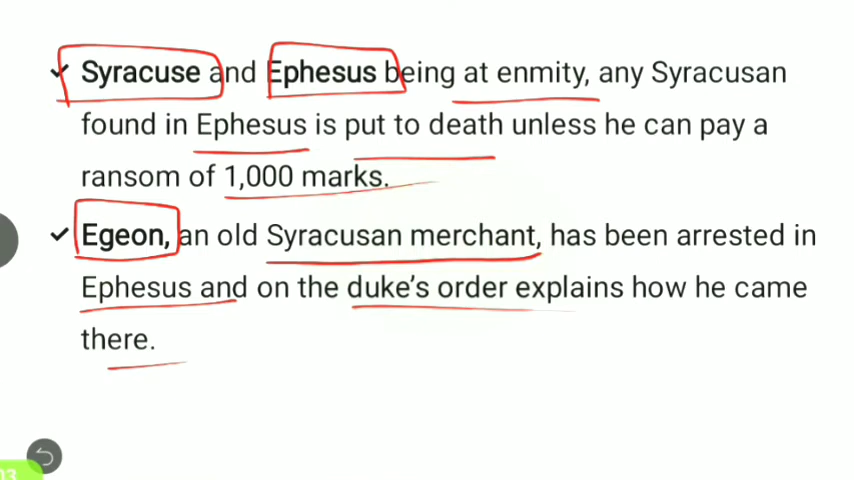 ✓ Syracuse and Ephesus being at enmity, any Syracusan
found in Ephesus is put to death unless he can pay a
ransom of 1,000 marks.
✓ Egeon, an old Syracusan merchant, has been arrested in
Ephesus and on the duke's order explains how he came
there.
03